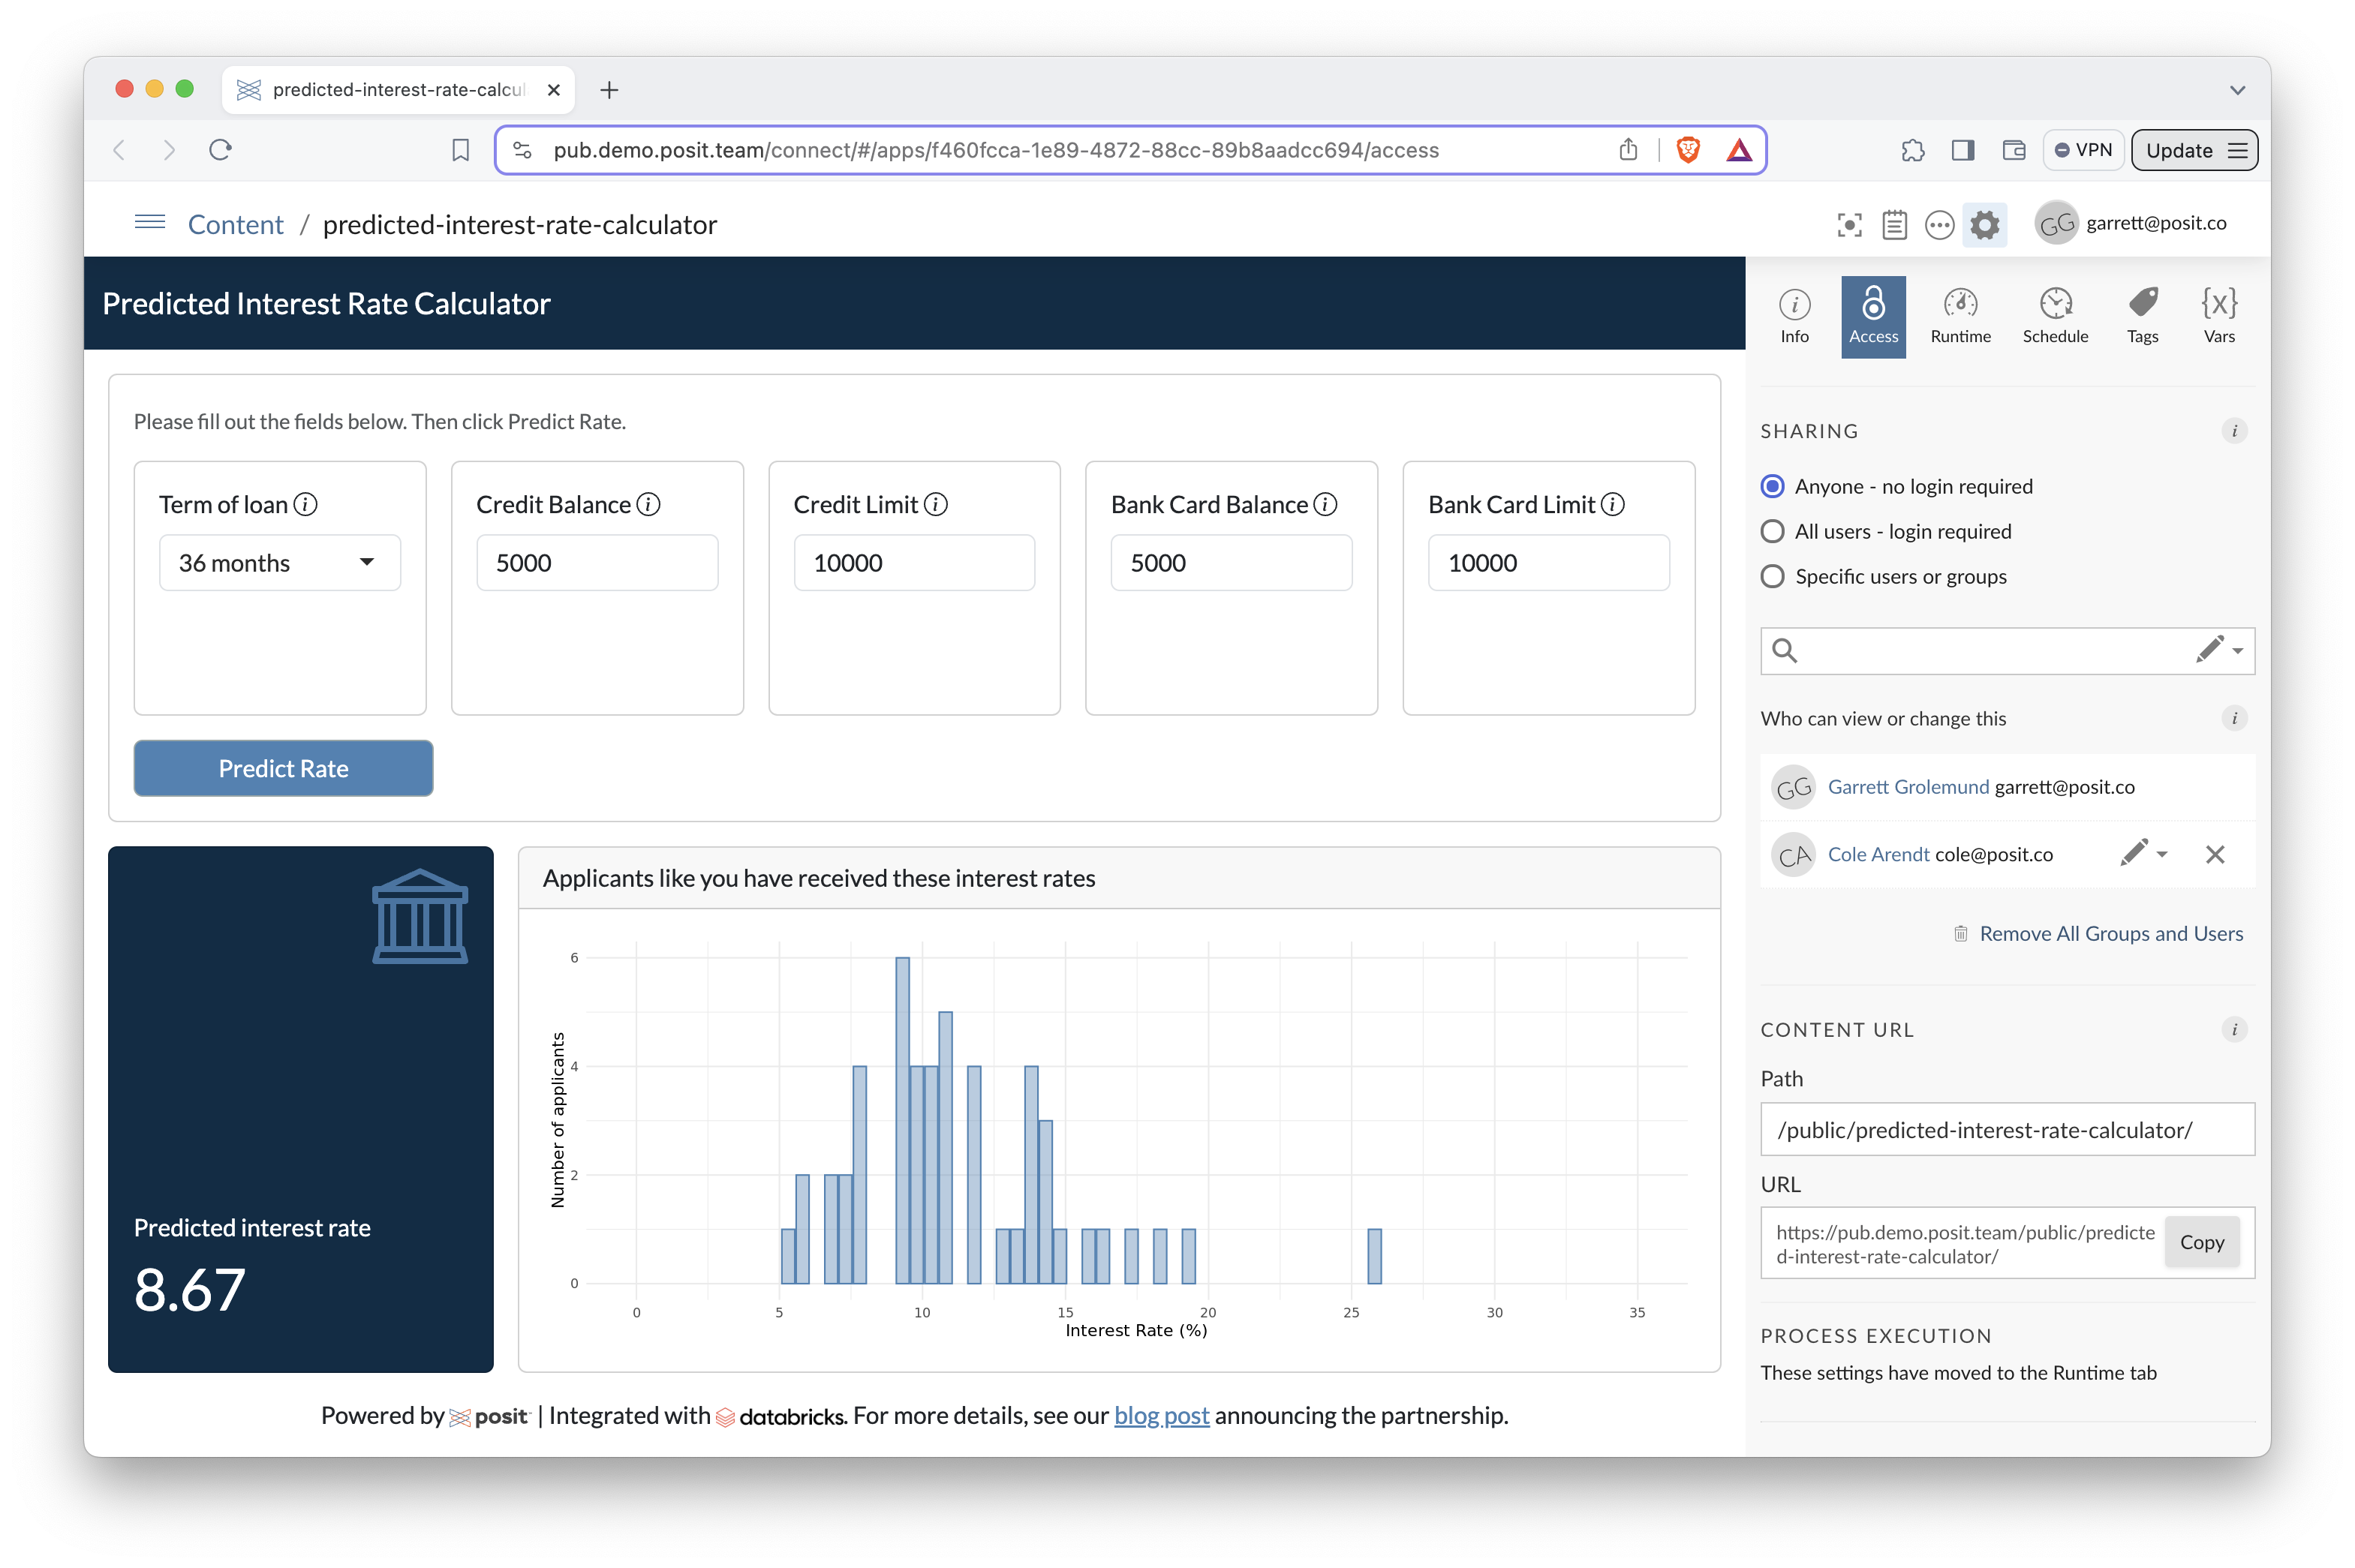 predicted-interest-rate-calcul
pub.demo.posit.team/connect/#/apps/f460fcca-1e89-4872-88cc-89b8aadcc694/access
VPN
Update
Content / predicted-interest-rate-calculator
GG garrett@posit.co
Predicted Interest Rate Calculator
Please fill out the fields below. Then click Predict Rate.
Term of loan i
36 months
Credit Balance i
5000
Credit Limit i
10000
Bank Card Balance i
5000
Bank Card Limit i
10000
Predict Rate
Predicted interest rate
8.67
Applicants like you have received these interest rates
Number of applicants
6
4
2
0
0 5 10 15 20 25 30 35
Interest Rate (%)
Powered by posit | Integrated with databricks. For more details, see our blog post announcing the partnership.
i
Info
Access
Runtime
Schedule
Tags
{x}
Vars
SHARING i
Anyone - no login required
All users - login required
Specific users or groups
Who can view or change this i
GG Garrett Grolemund garrett@posit.co
CA Cole Arendt cole@posit.co
Remove All Groups and Users
CONTENT URL i
Path
/public/predicted-interest-rate-calculator/
URL
https://pub.demo.posit.team/public/predicte
d-interest-rate-calculator/
Copy
PROCESS EXECUTION
These settings have moved to the Runtime tab